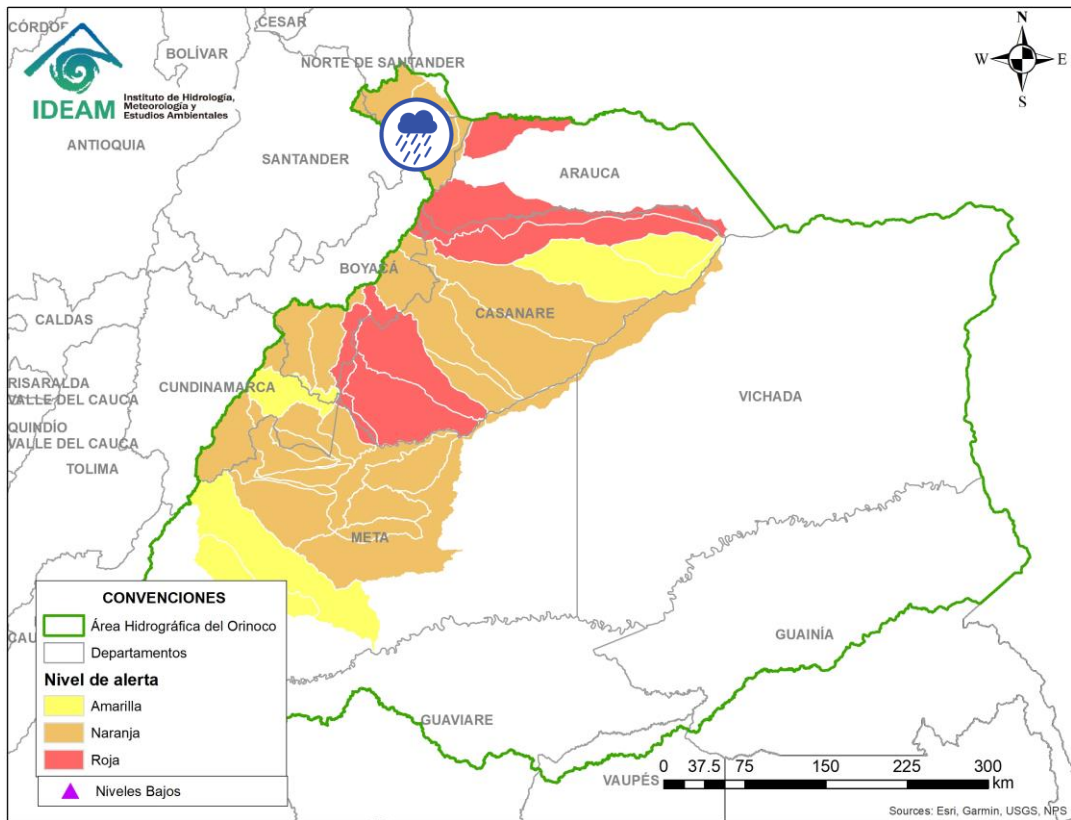 CÓRDO
CESAR
BOLÍVAR
NORTE DE SANTANDER
IDEAM
Instituto de Hidrología,
Meteorología y
Estudios Ambientales
N
W
E
S
ANTIOQUIA
SANTANDER
ARAUCA
BOYACÁ
CASANARE
CALDAS
RISARALDA
VALLE DEL CAUCA
CUNDINAMARCA
VICHADA
QUINDÍO
VALLE DEL CAUCA
TOLIMA
META
CONVENCIONES
Área Hidrográfica del Orinoco
Departamentos
Nivel de alerta
Amarilla
Naranja
Roja
Niveles Bajos
CAU
GUAINÍA
GUAVIARE
VAUPÉS
0 37.5 75 150 225 300
km
Sources: Esri, Garmin, USGS, NPS